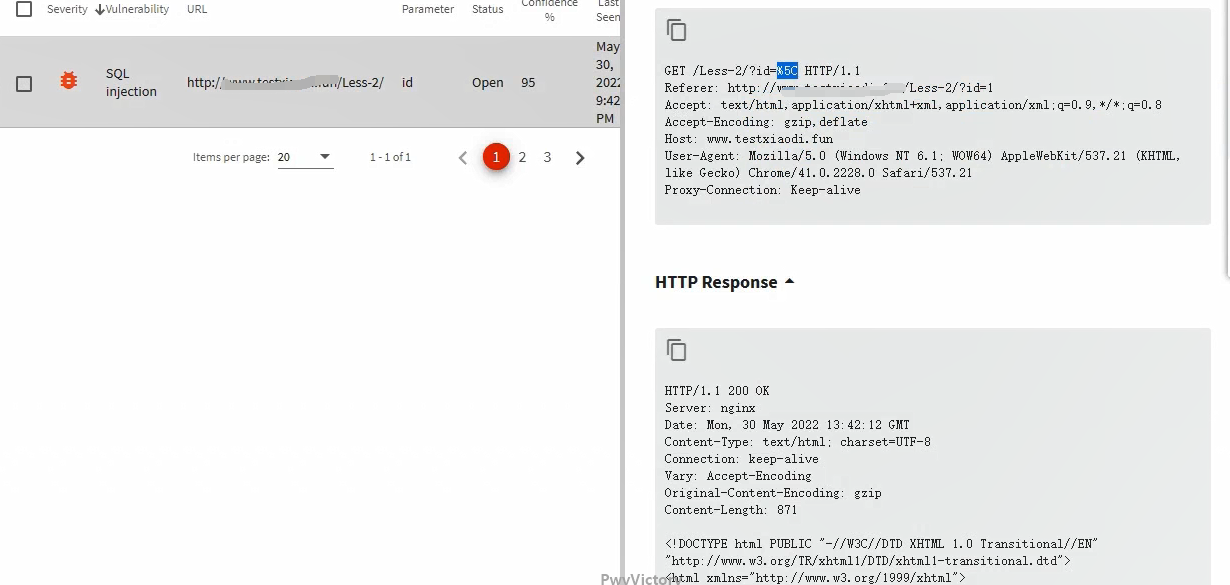 Severity Vulnerability URL Parameter Status Confidence % Last Seen
SQL injection http:// /Less-2/ id Open 95 May 30, 2022 9:42 PM
Items per page: 20 1 - 1 of 1 1 2 3
GET /Less-2/?id=%5C HTTP/1.1
Referer: http:// /Less-2/?id=1
Accept: text/html,application/xhtml+xml,application/xml;q=0.9,*/*;q=0.8
Accept-Encoding: gzip,deflate
Host: www.testxiaodi.fun
User-Agent: Mozilla/5.0 (Windows NT 6.1; WOW64) AppleWebKit/537.21 (KHTML,
like Gecko) Chrome/41.0.2228.0 Safari/537.21
Proxy-Connection: Keep-alive
HTTP Response
HTTP/1.1 200 OK
Server: nginx
Date: Mon, 30 May 2022 13:42:12 GMT
Content-Type: text/html; charset=UTF-8
Connection: keep-alive
Vary: Accept-Encoding
Original-Content-Encoding: gzip
Content-Length: 871
<!DOCTYPE html PUBLIC "-//W3C//DTD XHTML 1.0 Transitional//EN"
"http://www.w3.org/TR/xhtml1/DTD/xhtml1-transitional.dtd">
<html xmlns="http://www.w3.org/1999/xhtml">
PwvVictory